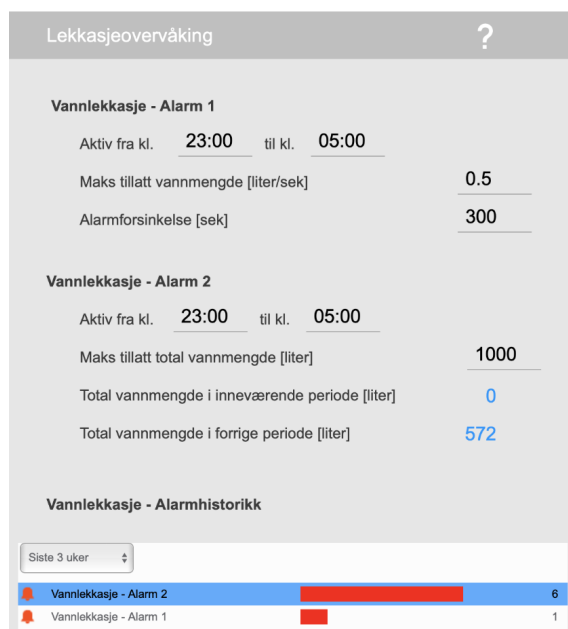 Lekkasjeovervåking ?
Vannlekkasje - Alarm 1
Aktiv fra kl. 23:00 til kl. 05:00
Maks tillatt vannmengde [liter/sek] 0.5
Alarmforsinkelse [sek] 300
Vannlekkasje - Alarm 2
Aktiv fra kl. 23:00 til kl. 05:00
Maks tillatt total vannmengde [liter] 1000
Total vannmengde i inneværende periode [liter] 0
Total vannmengde i forrige periode [liter] 572
Vannlekkasje - Alarmhistorikk
Siste 3 uker
Vannlekkasje - Alarm 2 6
Vannlekkasje - Alarm 1 1